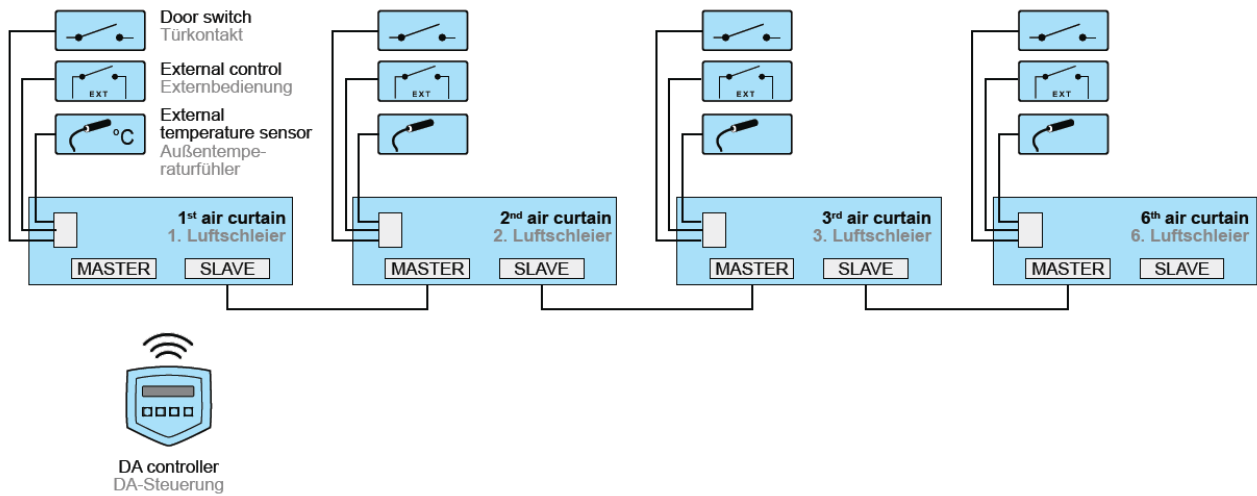 Door switch
Türkontakt
External control
Externbedienung
EXT
EXT
EXT
EXT
External
temperature sensor
Außentempe-
raturfühler
°C
1st air curtain
1. Luftschleier
MASTER
SLAVE
2nd air curtain
2. Luftschleier
MASTER
SLAVE
3rd air curtain
3. Luftschleier
MASTER
SLAVE
6th air curtain
6. Luftschleier
MASTER
SLAVE
DA controller
DA-Steuerung